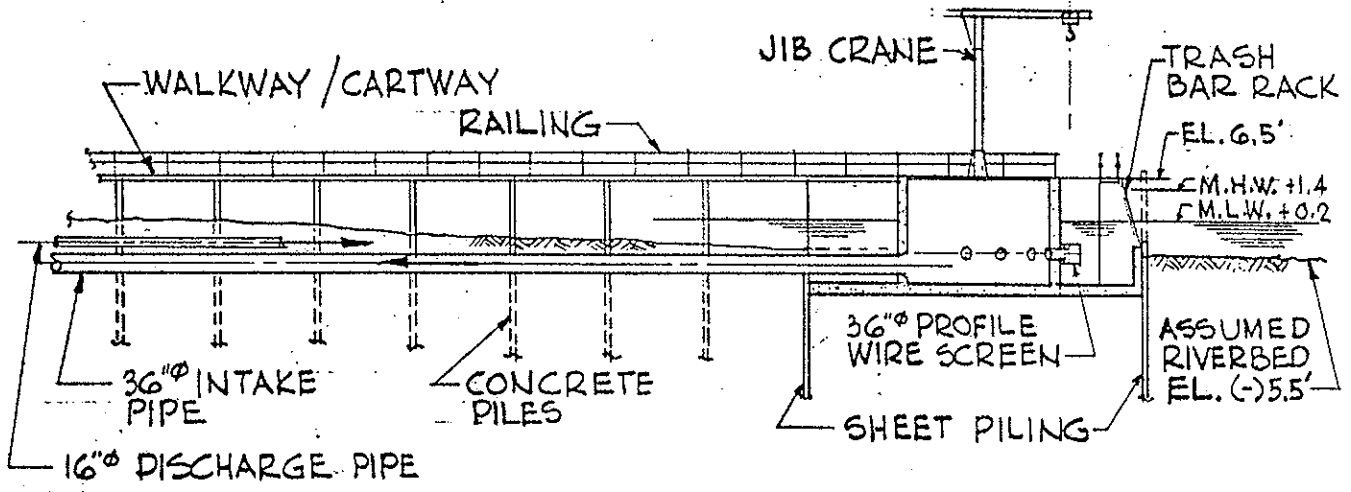 JIB CRANE
TRASH
BAR RACK
WALKWAY / CARTWAY
RAILING
EL. 6.5'
M.H.W. +1.4
M.L.W. +0.2
36"ø PROFILE
WIRE SCREEN
ASSUMED
RIVERBED
EL. (-)5.5'
36"ø INTAKE
PIPE
CONCRETE
PILES
SHEET PILING
16"ø DISCHARGE PIPE